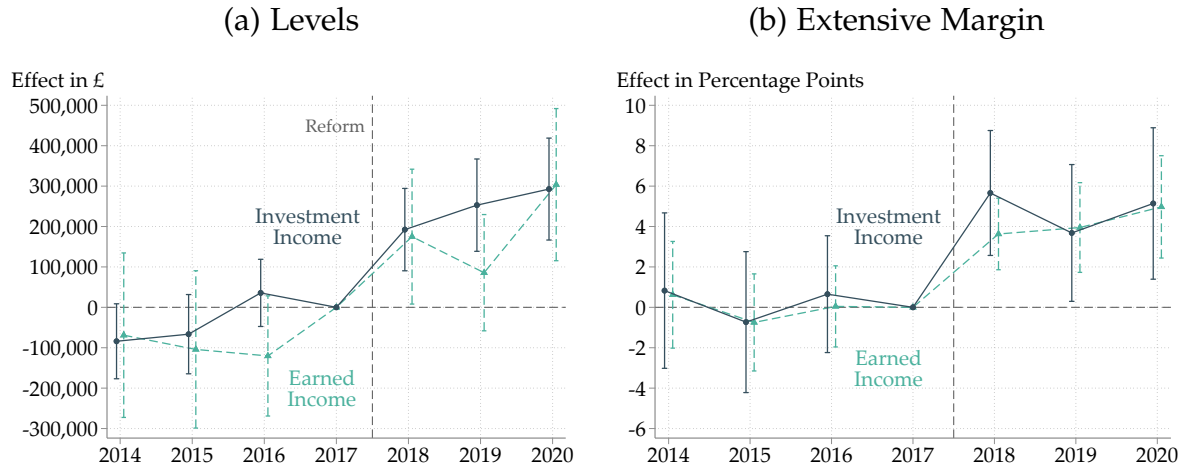 (a) Levels
Effect in £
500,000
400,000
300,000
200,000
100,000
0
-100,000
-200,000
-300,000
Reform
Investment
Income
Earned
Income
2014 2015 2016 2017 2018 2019 2020
(b) Extensive Margin
Effect in Percentage Points
10
8
6
4
2
0
-2
-4
-6
Investment
Income
Earned
Income
2014 2015 2016 2017 2018 2019 2020